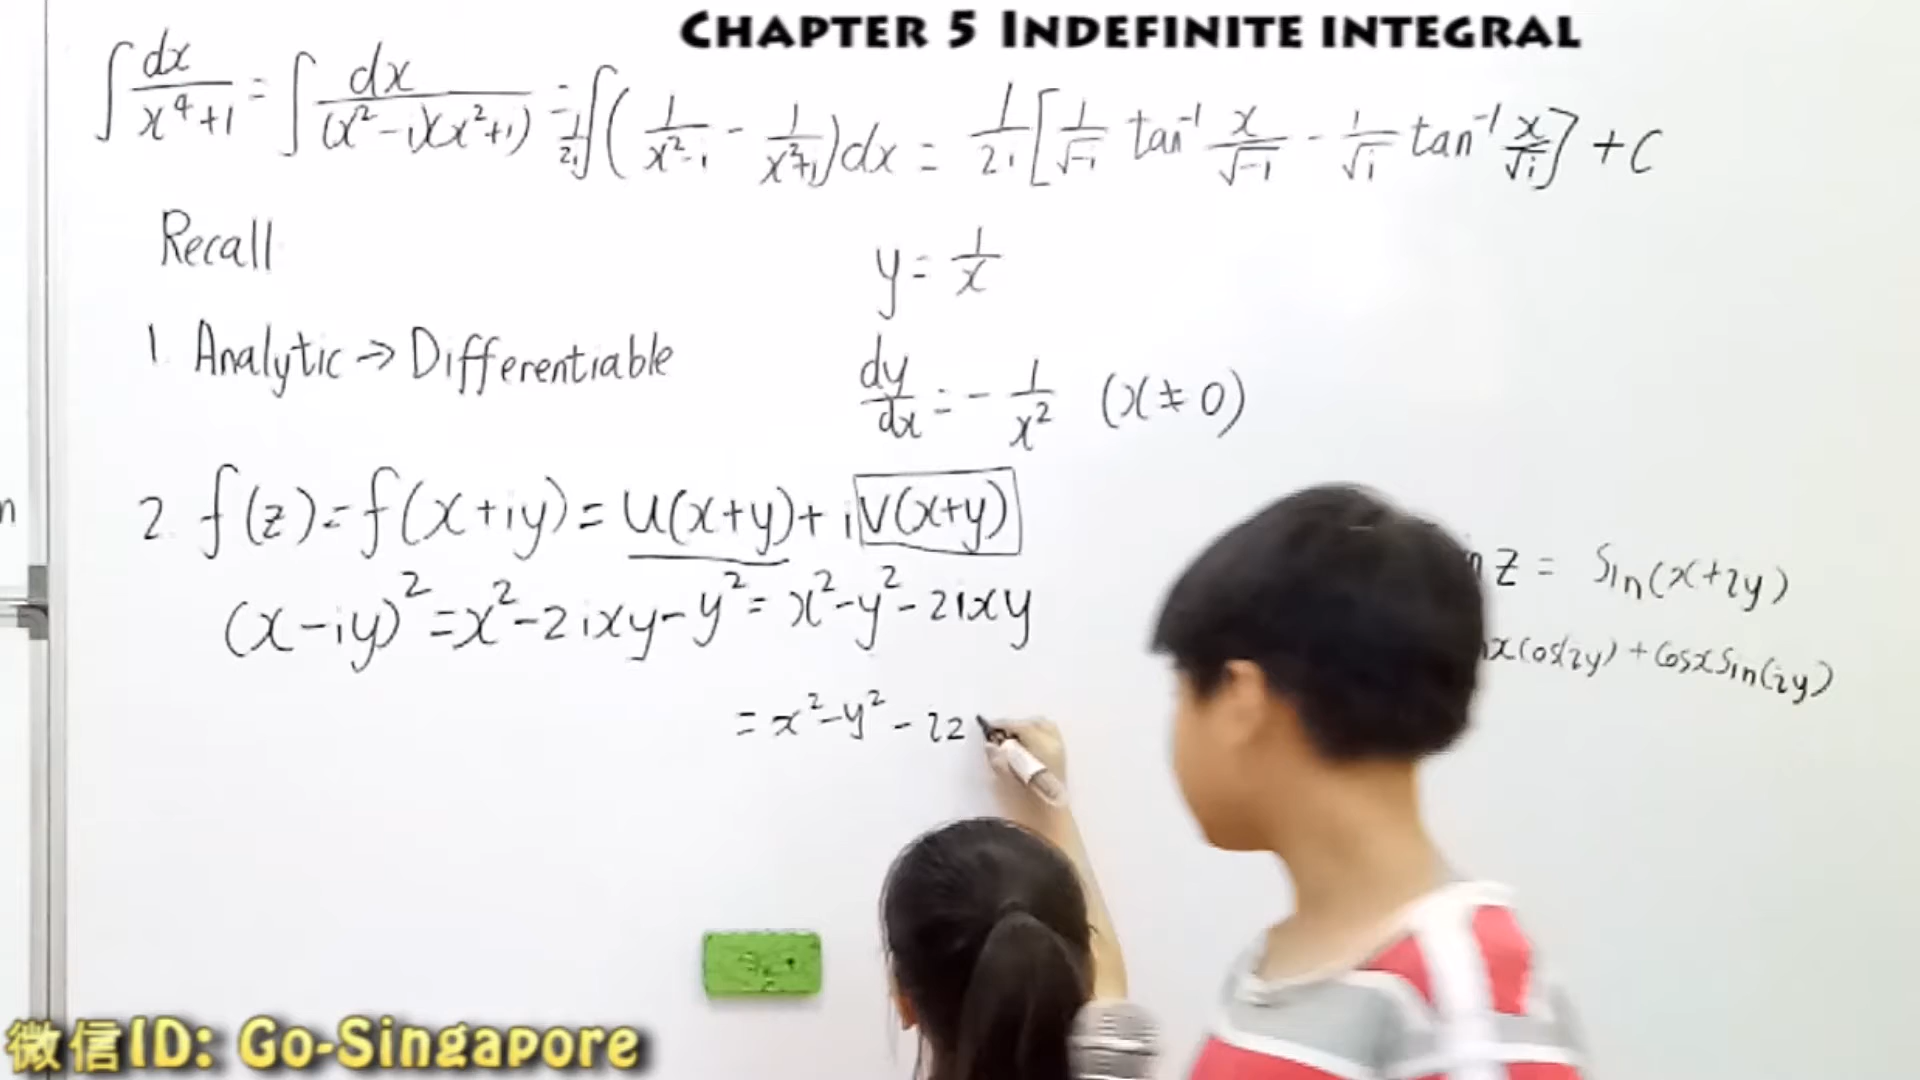 CHAPTER 5 INDEFINITE INTEGRAL
∫ dx/(x⁴+1) = ∫ dx/((x²-i)(x²+i)) = 1/2i ∫ (1/(x²-i) - 1/(x²+i)) dx = 1/2i [1/√-i tan⁻¹ x/√-i - 1/√i tan⁻¹ x/√i] + C
Recall
y = 1/x
1. Analytic → Differentiable
dy/dx = - 1/x² (x ≠ 0)
2. f(z) = f(x+iy) = u(x+y) + i v(x+y)
z = Sin(x+iy)
(x-iy)² = x²-2ixy-y² = x²-y²-2ixy
x cos(iy) + Cosx Sin(iy)
= x²-y²-i2
微信ID: Go-Singapore